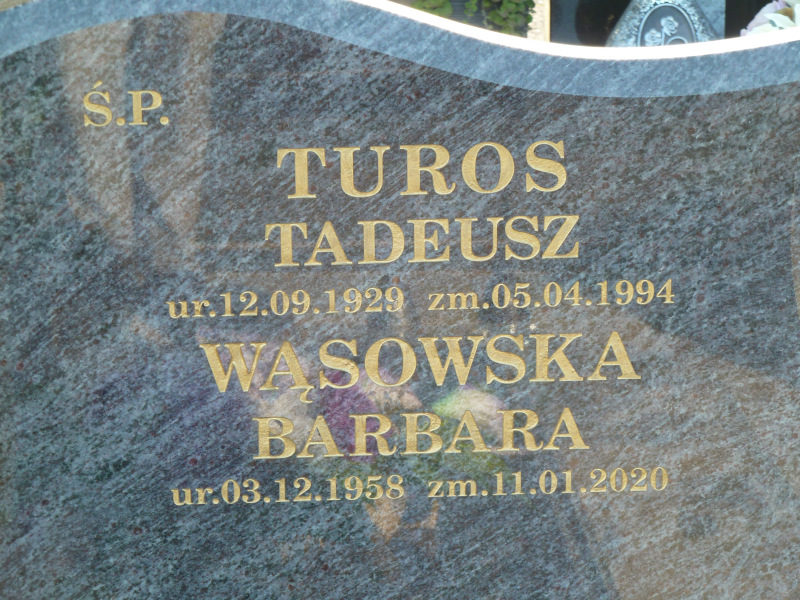 Ś.P.
TUROS
TADEUSZ
ur.12.09.1929 zm.05.04.1994
WĄSOWSKA
BARBARA
ur.03.12.1958 zm.11.01.2020